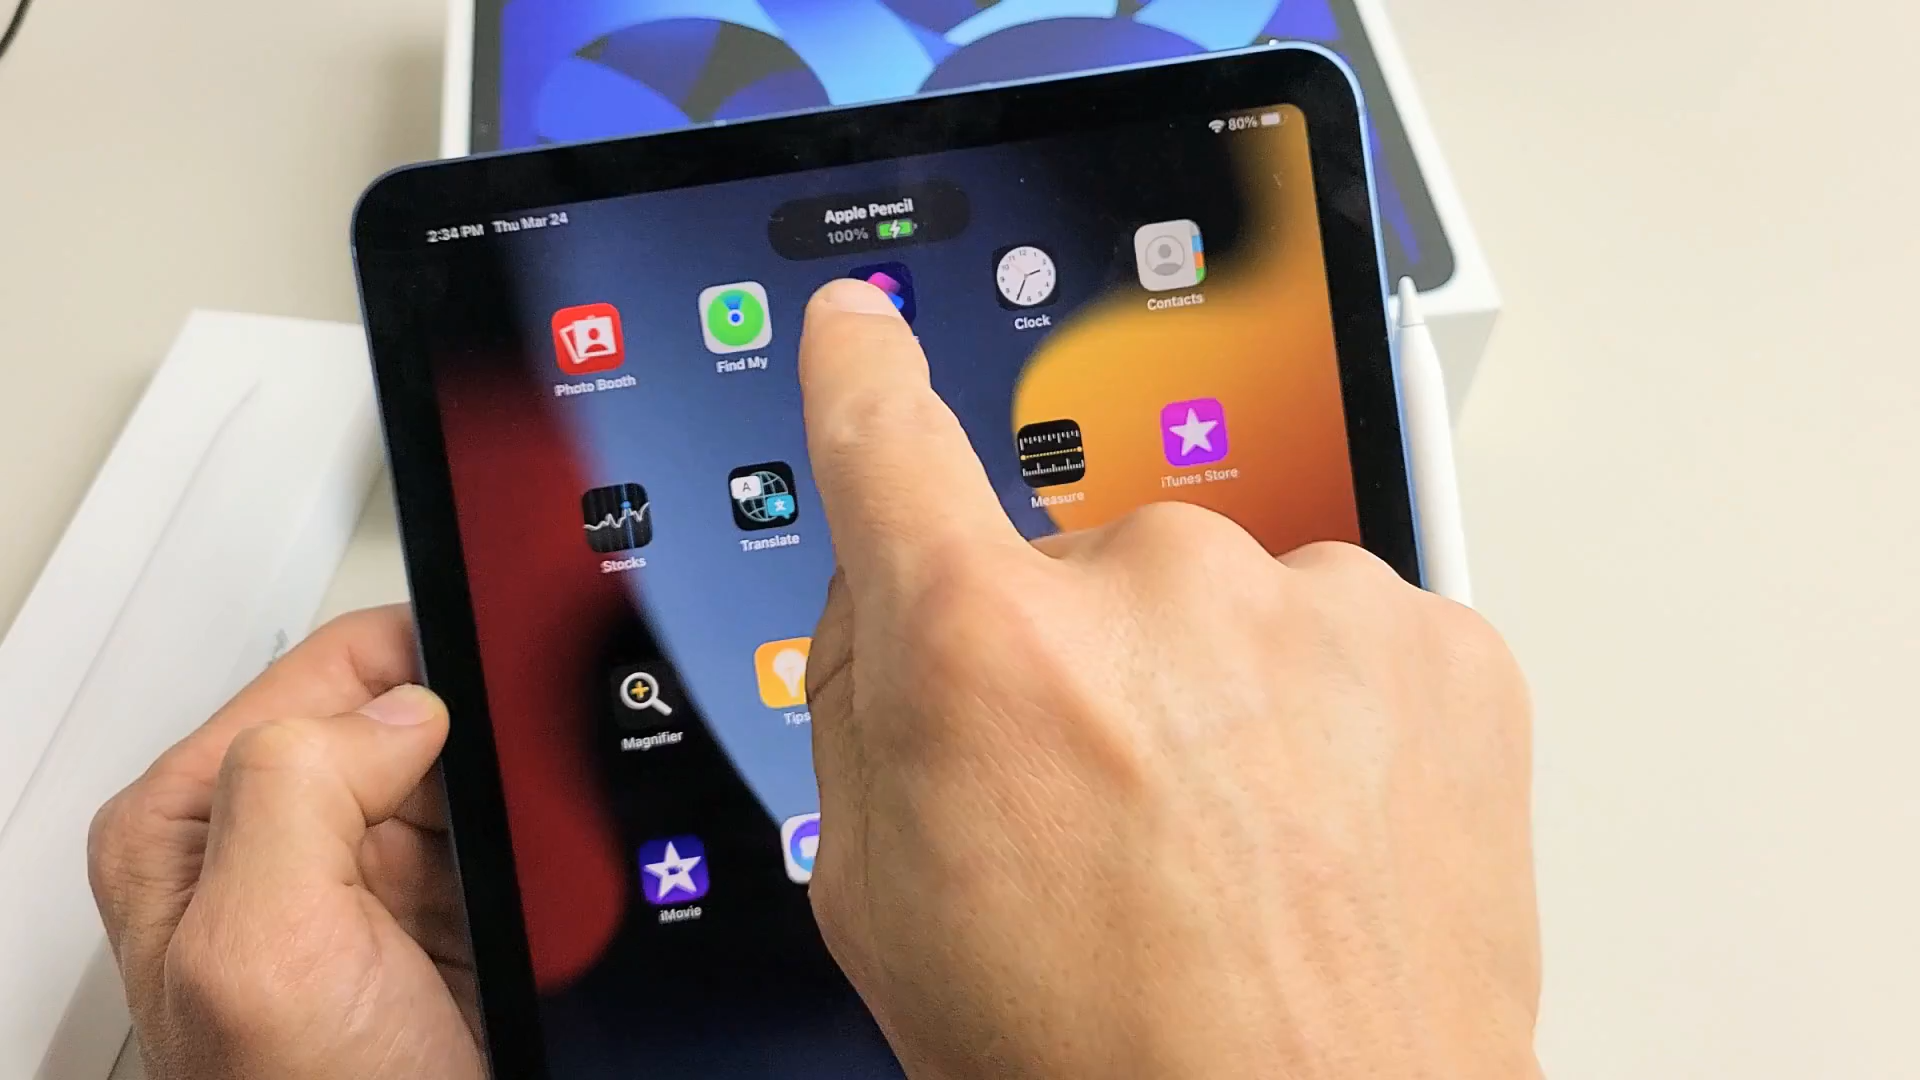 80%
2:34 PM Thu Mar 24
Apple Pencil
100%
Photo Booth
Find My
Clock
Contacts
Stocks
Translate
A
Measure
iTunes Store
Magnifier
Tips
iMovie